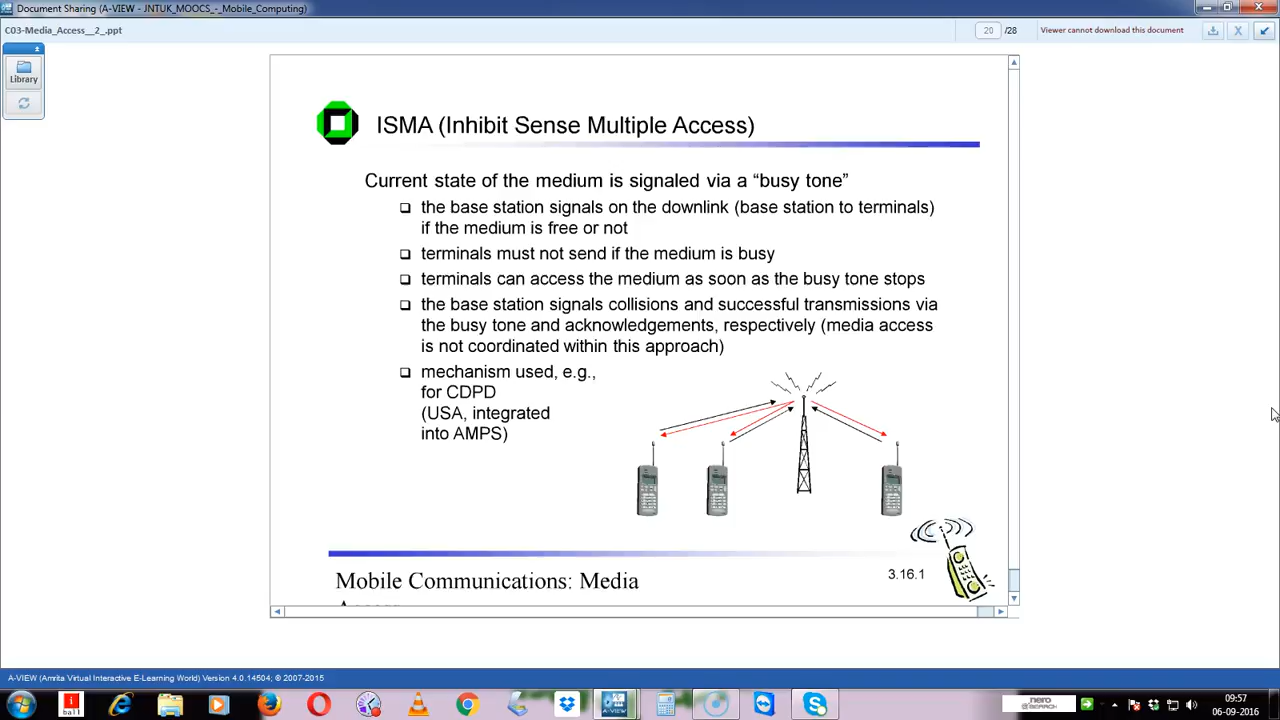 Document Sharing (A-VIEW - JNTUK_MOOCS_-_Mobile_Computing)
C03-Media_Access__2_.ppt
20 /28
Viewer cannot download this document
Library
ISMA (Inhibit Sense Multiple Access)
Current state of the medium is signaled via a “busy tone”
the base station signals on the downlink (base station to terminals)
if the medium is free or not
terminals must not send if the medium is busy
terminals can access the medium as soon as the busy tone stops
the base station signals collisions and successful transmissions via
the busy tone and acknowledgements, respectively (media access
is not coordinated within this approach)
mechanism used, e.g.,
for CDPD
(USA, integrated
into AMPS)
3.16.1
Mobile Communications: Media
A-VIEW (Amrita Virtual Interactive E-Learning World) Version 4.0.14504; © 2007-2015
i
ball
A-VIEW
nero
SEARCH
09:57
06-09-2016